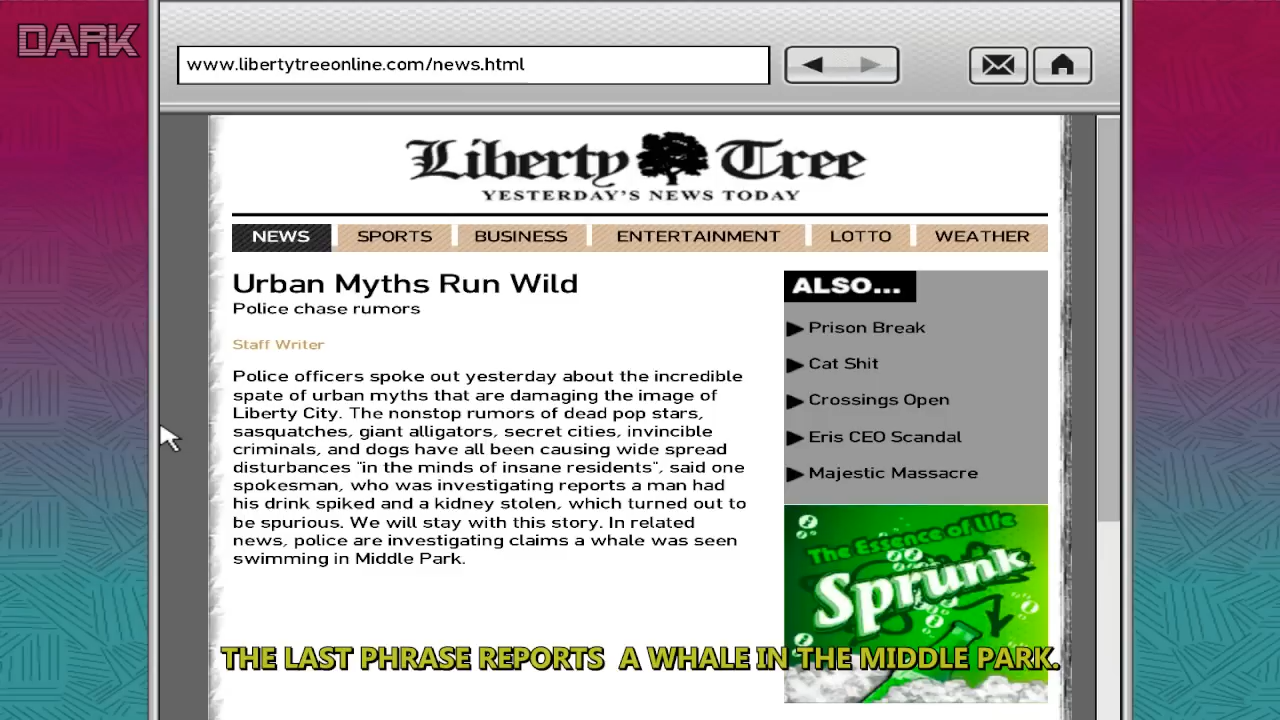 DARK
www.libertytreeonline.com/news.html
Liberty Tree
YESTERDAY'S NEWS TODAY
NEWS
SPORTS
BUSINESS
ENTERTAINMENT
LOTTO
WEATHER
Urban Myths Run Wild
Police chase rumors
Staff Writer
Police officers spoke out yesterday about the incredible
spate of urban myths that are damaging the image of
Liberty City. The nonstop rumors of dead pop stars,
sasquatches, giant alligators, secret cities, invincible
criminals, and dogs have all been causing wide spread
disturbances "in the minds of insane residents", said one
spokesman, who was investigating reports a man had
his drink spiked and a kidney stolen, which turned out to
be spurious. We will stay with this story. In related
news, police are investigating claims a whale was seen
swimming in Middle Park.
ALSO...
Prison Break
Cat Shit
Crossings Open
Eris CEO Scandal
Majestic Massacre
The Essence of Life
Sprunk
THE LAST PHRASE REPORTS A WHALE IN THE MIDDLE PARK.